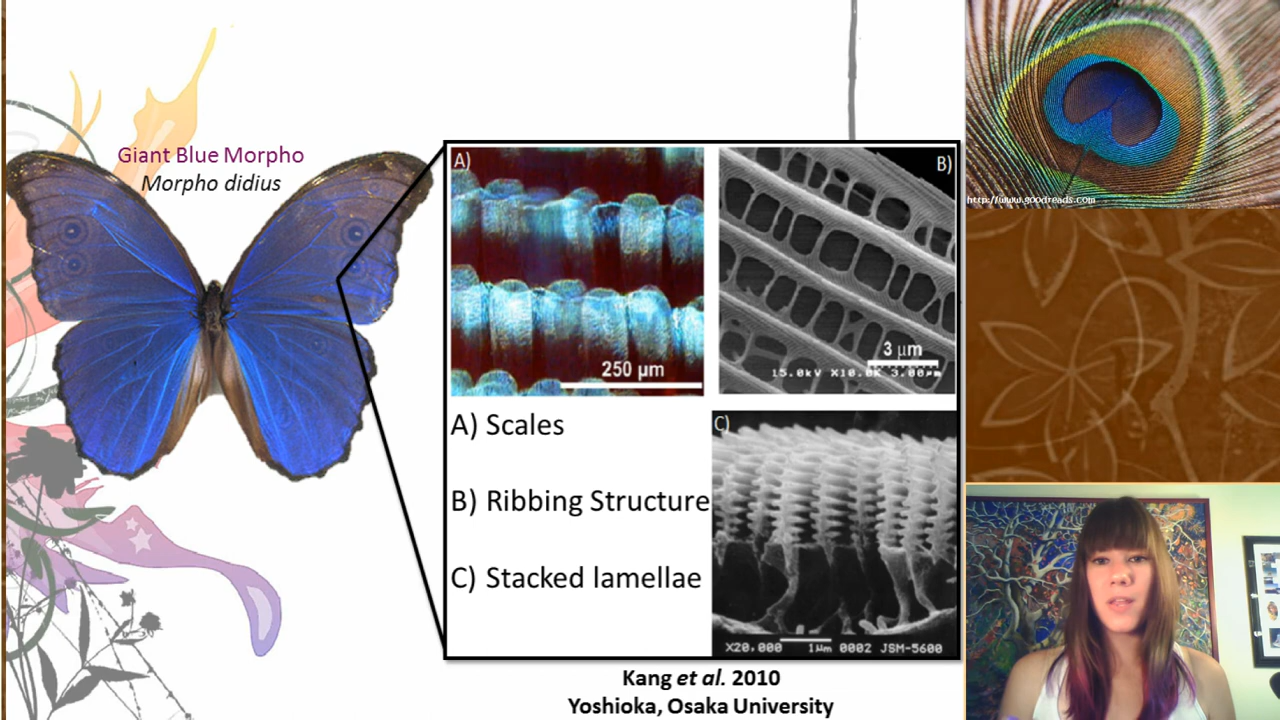 Giant Blue Morpho
Morpho didius
A)
250 µm
B)
3 µm
15.0kV X10.0K 3.00µm
A) Scales
B) Ribbing Structure
C) Stacked lamellae
C)
X20,000 1µm 0002 JSM-5600
Kang et al. 2010
Yoshioka, Osaka University
http://www.goodreads.com